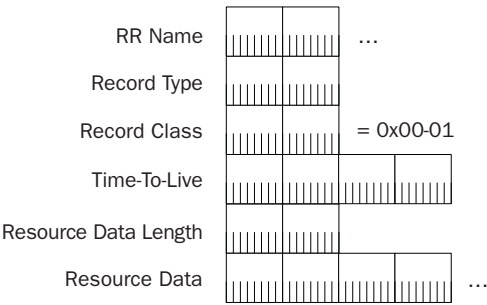 RR Name ...
Record Type
Record Class = 0x00-01
Time-To-Live
Resource Data Length
Resource Data ...